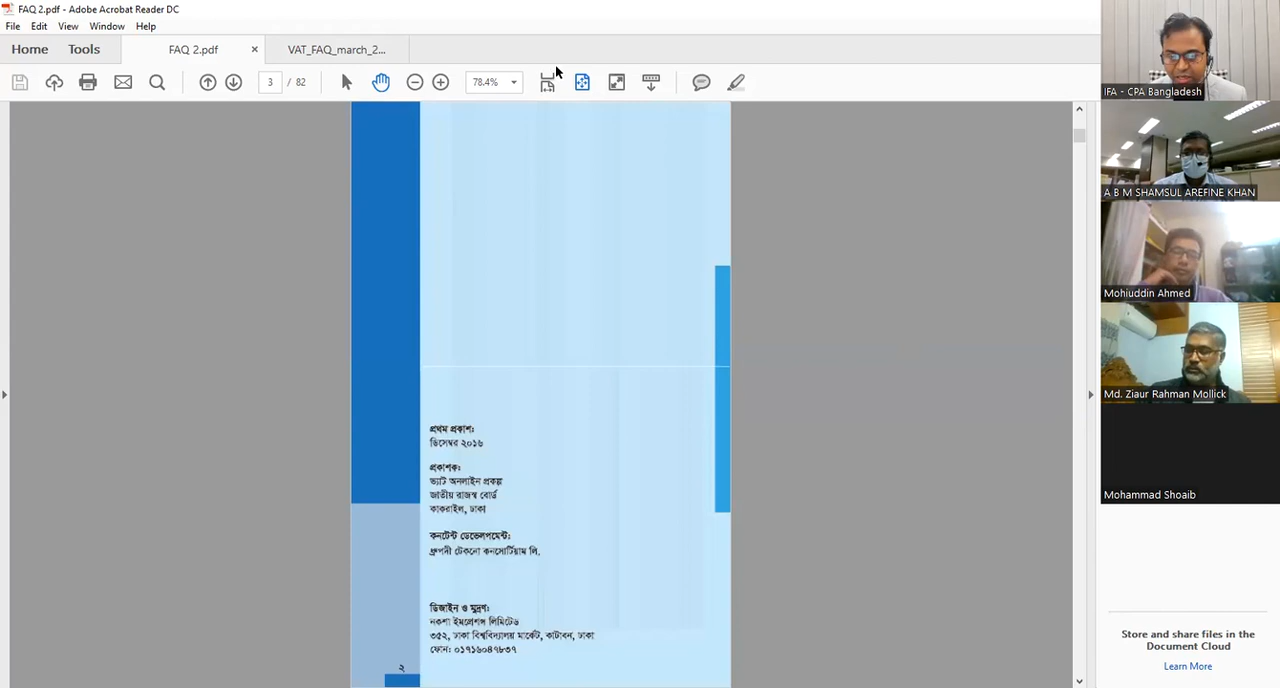 FAQ 2.pdf - Adobe Acrobat Reader DC
File Edit View Window Help
Home Tools FAQ 2.pdf × VAT_FAQ_march_2...
3 / 82 78.4%
প্রথম প্রকাশ:
ডিসেম্বর ২০১৬
প্রকাশক:
ভ্যাট অনলাইন প্রকল্প
জাতীয় রাজস্ব বোর্ড
কাকরাইল, ঢাকা
কনটেন্ট ডেভেলপমেন্ট:
ধ্রুপদী টেকনো কনসোর্টিয়াম লি.
ডিজাইন ও মুদ্রণ:
নকশা ইমপ্রেশন্স লিমিটেড
৩৫২, ঢাকা বিশ্ববিদ্যালয় মার্কেট, কাটাবন, ঢাকা
ফোন: ০১৭১৬০৪৭৮৩৭
২
IFA - CPA Bangladesh
A B M SHAMSUL AREFINE KHAN
Mohiuddin Ahmed
Md. Ziaur Rahman Mollick
Mohammad Shoaib
Store and share files in the
Document Cloud
Learn More